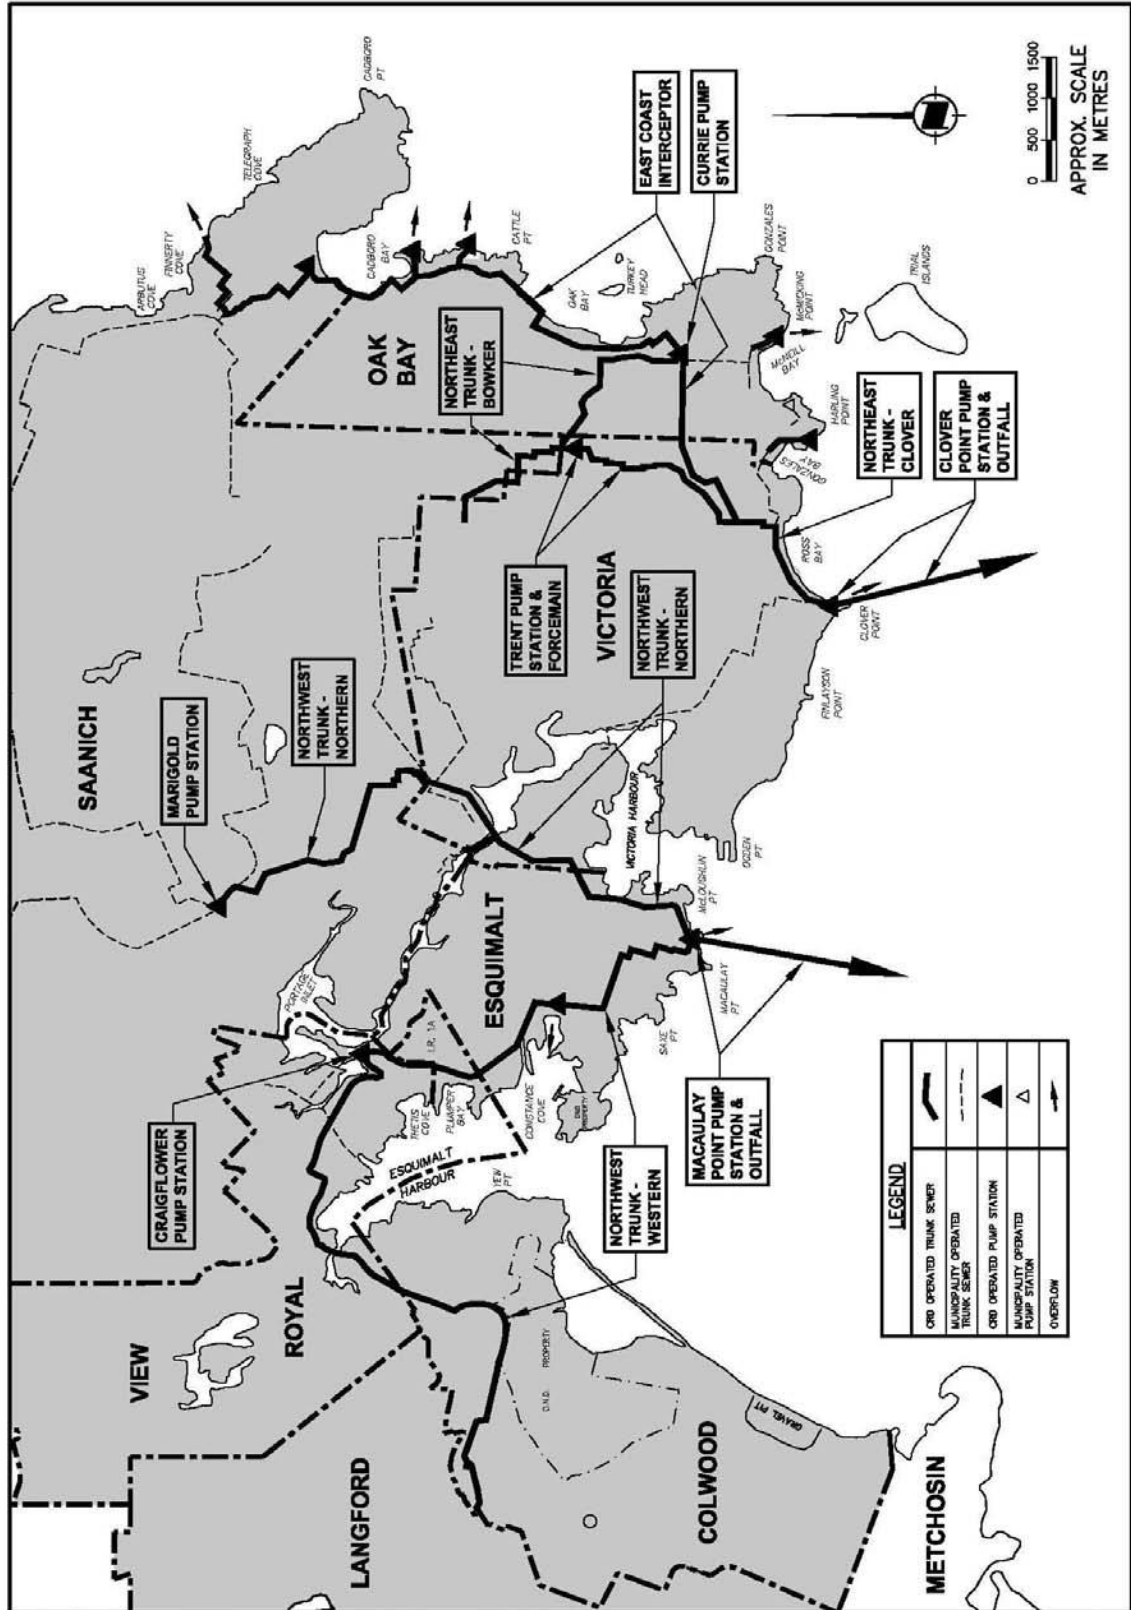 SAANICH
MARIGOLD
PUMP STATION
NORTHWEST
TRUNK -
NORTHERN
CRAIGFLOWER
PUMP STATION
VIEW
ROYAL
LANGFORD
COLWOOD
METCHOSIN
ESQUIMALT
VICTORIA
OAK
BAY
ARBUTUS
COVE
FINNERTY
COVE
TELEGRAPH
COVE
CADBORO
PT
CADBORO
BAY
CATTLE
PT
OAK
BAY
TURKEY
HEAD
GONZALES
POINT
McMICKING
POINT
TRIAL
ISLANDS
McNEILL
BAY
HARLING
POINT
GONZALES
BAY
ROSS
BAY
CLOVER
POINT
FINLAYSON
POINT
OGDEN
PT
VICTORIA HARBOUR
McLOUGHLIN
PT
MACAULAY
PT
SAXE
PT
CONSTANCE
COVE
DND
PROPERTY
PLUMPER
BAY
THETIS
COVE
I.R. 1A
PORTAGE
INLET
ESQUIMALT
HARBOUR
YEW
PT
D.N.D. PROPERTY
GRAVEL PIT
NORTHEAST
TRUNK -
BOWKER
EAST COAST
INTERCEPTOR
CURRIE PUMP
STATION
TRENT PUMP
STATION &
FORCEMAIN
NORTHWEST
TRUNK -
NORTHERN
NORTHEAST
TRUNK -
CLOVER
CLOVER
POINT PUMP
STATION &
OUTFALL
MACAULAY
POINT PUMP
STATION &
OUTFALL
NORTHWEST
TRUNK -
WESTERN
LEGEND
CRD OPERATED TRUNK SEWER
MUNICIPALITY OPERATED
TRUNK SEWER
CRD OPERATED PUMP STATION
MUNICIPALITY OPERATED
PUMP STATION
OVERFLOW
0 500 1000 1500
APPROX. SCALE
IN METRES